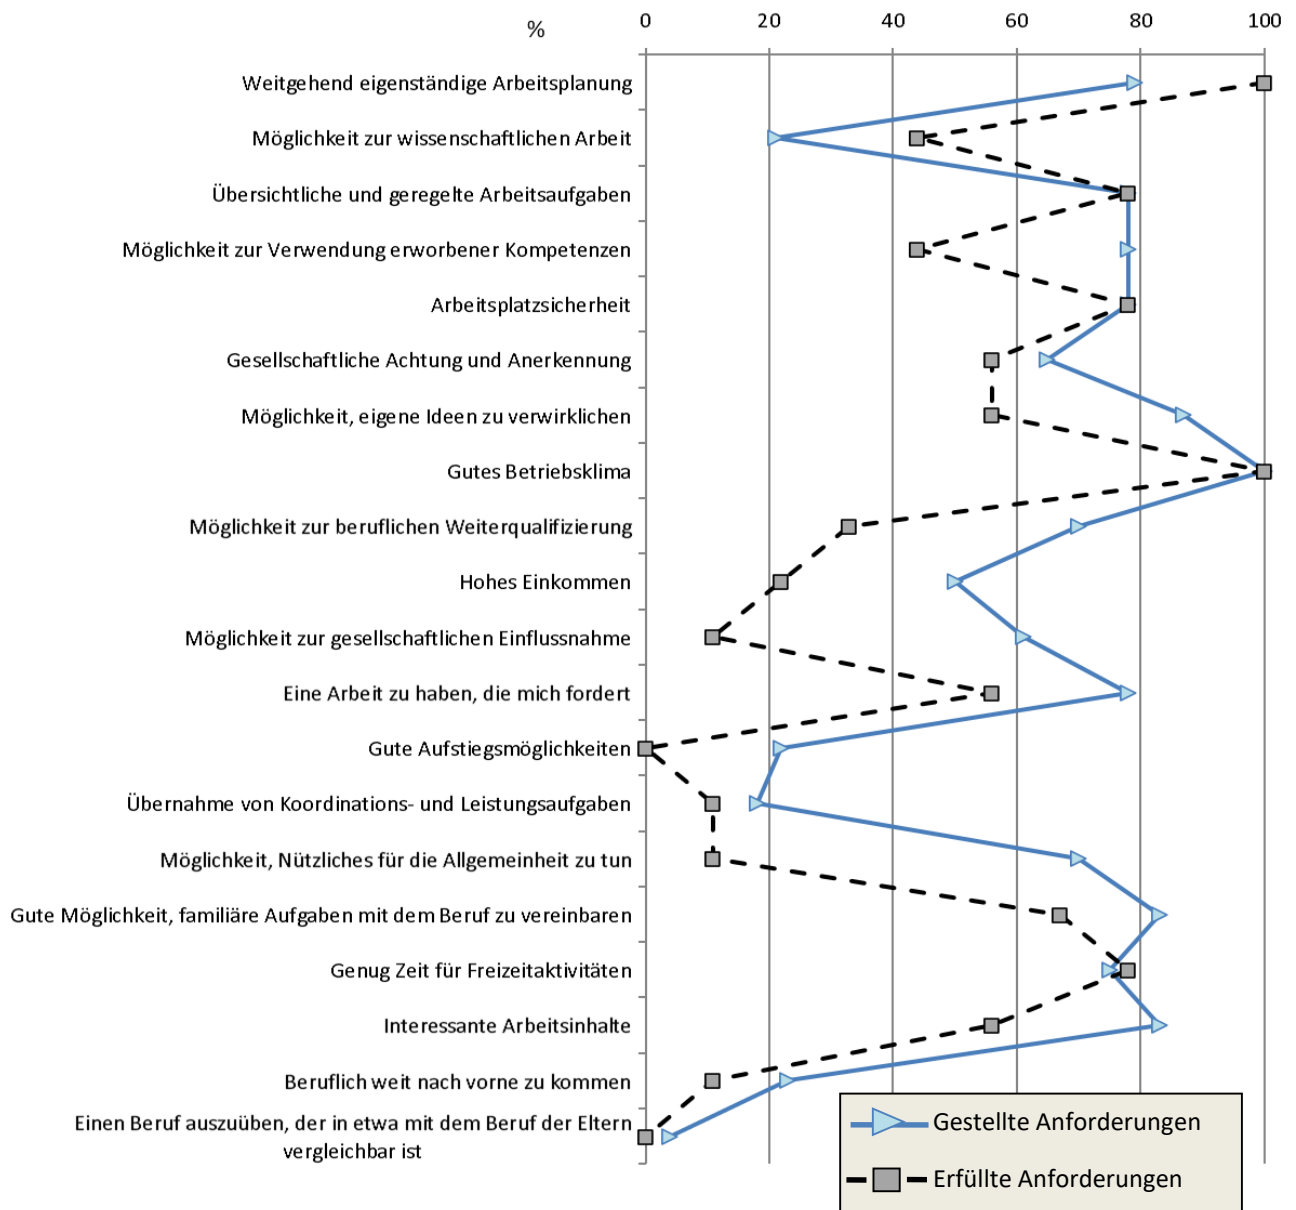 % 0 20 40 60 80 100
Weitgehend eigenständige Arbeitsplanung
Möglichkeit zur wissenschaftlichen Arbeit
Übersichtliche und geregelte Arbeitsaufgaben
Möglichkeit zur Verwendung erworbener Kompetenzen
Arbeitsplatzsicherheit
Gesellschaftliche Achtung und Anerkennung
Möglichkeit, eigene Ideen zu verwirklichen
Gutes Betriebsklima
Möglichkeit zur beruflichen Weiterqualifizierung
Hohes Einkommen
Möglichkeit zur gesellschaftlichen Einflussnahme
Eine Arbeit zu haben, die mich fordert
Gute Aufstiegsmöglichkeiten
Übernahme von Koordinations- und Leistungsaufgaben
Möglichkeit, Nützliches für die Allgemeinheit zu tun
Gute Möglichkeit, familiäre Aufgaben mit dem Beruf zu vereinbaren
Genug Zeit für Freizeitaktivitäten
Interessante Arbeitsinhalte
Beruflich weit nach vorne zu kommen
Einen Beruf auszuüben, der in etwa mit dem Beruf der Eltern
vergleichbar ist
Gestellte Anforderungen
Erfüllte Anforderungen